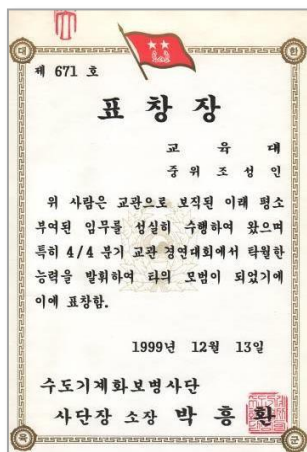 제 671 호
표 창 장
교 육 대
중 위 조 성 인
위 사람은 교관으로 보직된 이래 평소
부여된 임무를 성실히 수행하여 왔으며
특히 4/4 분기 교관 경연대회에서 탁월한
능력을 발휘하여 타의 모범이 되었기에
이에 표창함.
1999년 12월 13일
수도기계화보병사단
사단장 소장 박 흥 환
대 한
육 군